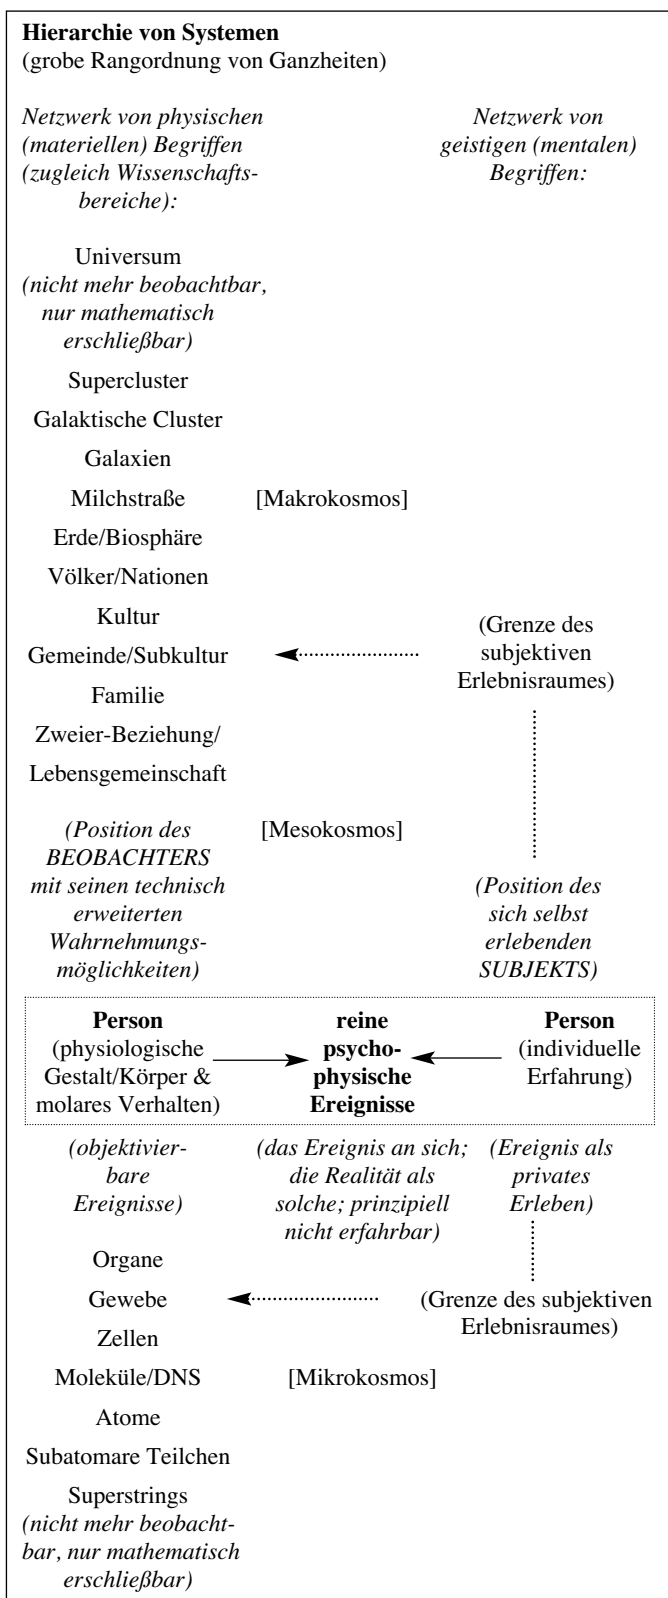 Hierarchie von Systemen
(grobe Rangordnung von Ganzheiten)
Netzwerk von physischen
(materiellen) Begriffen
(zugleich Wissenschafts-
bereiche):
Netzwerk von
geistigen (mentalen)
Begriffen:
Universum
(nicht mehr beobachtbar,
nur mathematisch
erschließbar)
Supercluster
Galaktische Cluster
Galaxien
Milchstraße [Makrokosmos]
Erde/Biosphäre
Völker/Nationen
Kultur
Gemeinde/Subkultur
(Grenze des
subjektiven
Erlebnisraumes)
Familie
Zweier-Beziehung/
Lebensgemeinschaft
(Position des
BEOBACHTERS
mit seinen technisch
erweiterten
Wahrnehmungs-
möglichkeiten)
[Mesokosmos]
(Position des
sich selbst
erlebenden
SUBJEKTS)
Person
(physiologische
Gestalt/Körper &
molares Verhalten)
reine
psycho-
physische
Ereignisse
Person
(individuelle
Erfahrung)
(objektivier-
bare
Ereignisse)
(das Ereignis an sich;
die Realität als
solche; prinzipiell
nicht erfahrbar)
(Ereignis als
privates
Erleben)
Organe
Gewebe
(Grenze des subjektiven
Erlebnisraumes)
Zellen
Moleküle/DNS [Mikrokosmos]
Atome
Subatomare Teilchen
Superstrings
(nicht mehr beobacht-
bar, nur mathematisch
erschließbar)